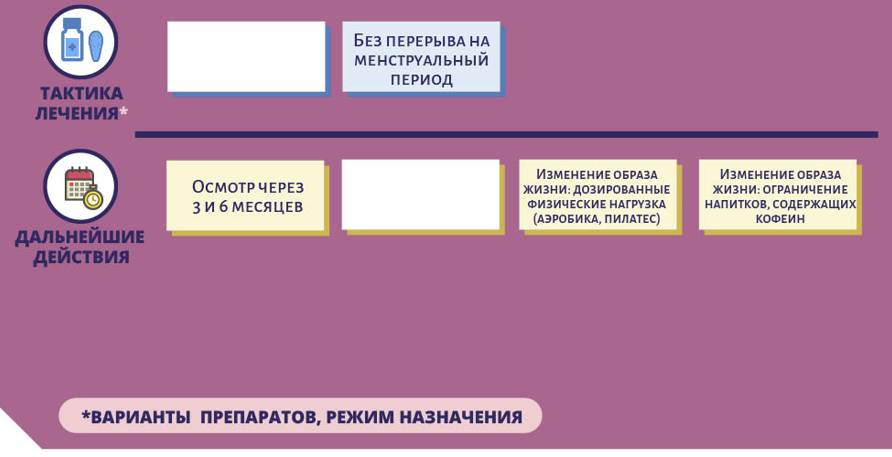 ТАКТИКА
ЛЕЧЕНИЯ*
Без перерыва на
менструальный
период
ДАЛЬНЕЙШИЕ
ДЕЙСТВИЯ
Осмотр через
3 и 6 месяцев
Изменение образа
жизни: дозированные
физические нагрузка
(аэробика, пилатес)
Изменение образа
жизни: ограничение
напитков, содержащих
кофеин
*ВАРИАНТЫ ПРЕПАРАТОВ, РЕЖИМ НАЗНАЧЕНИЯ